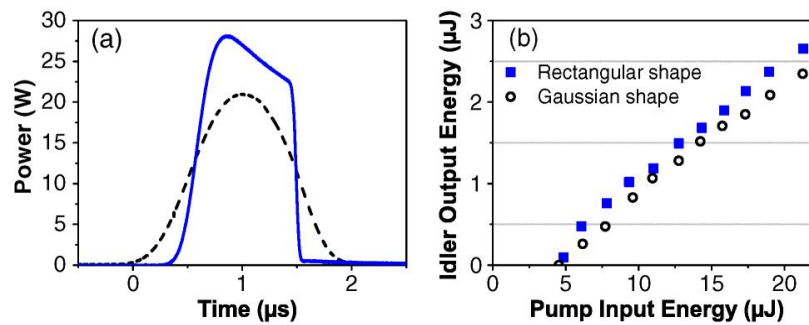 (a)
Power (W)
30
25
20
15
10
5
0
0
1
2
Time (µs)
(b)
Idler Output Energy (µJ)
3
2
1
0
Rectangular shape
Gaussian shape
0
5
10
15
20
Pump Input Energy (µJ)